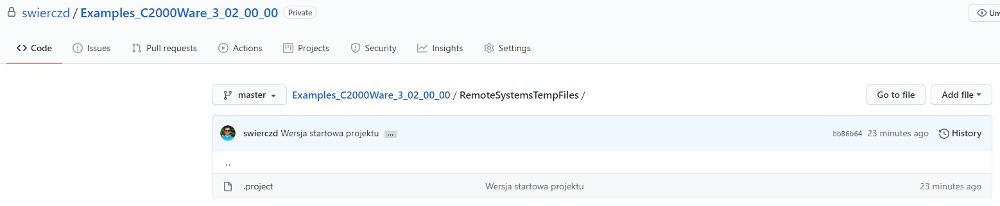 swierczd / Examples_C2000Ware_3_02_00_00 Private
Code Issues Pull requests Actions Projects Security Insights Settings
master Examples_C2000Ware_3_02_00_00 / RemoteSystemsTempFiles / Go to file Add file
swierczd Wersja startowa projektu ... bb86b64 23 minutes ago History
..
.project Wersja startowa projektu 23 minutes ago